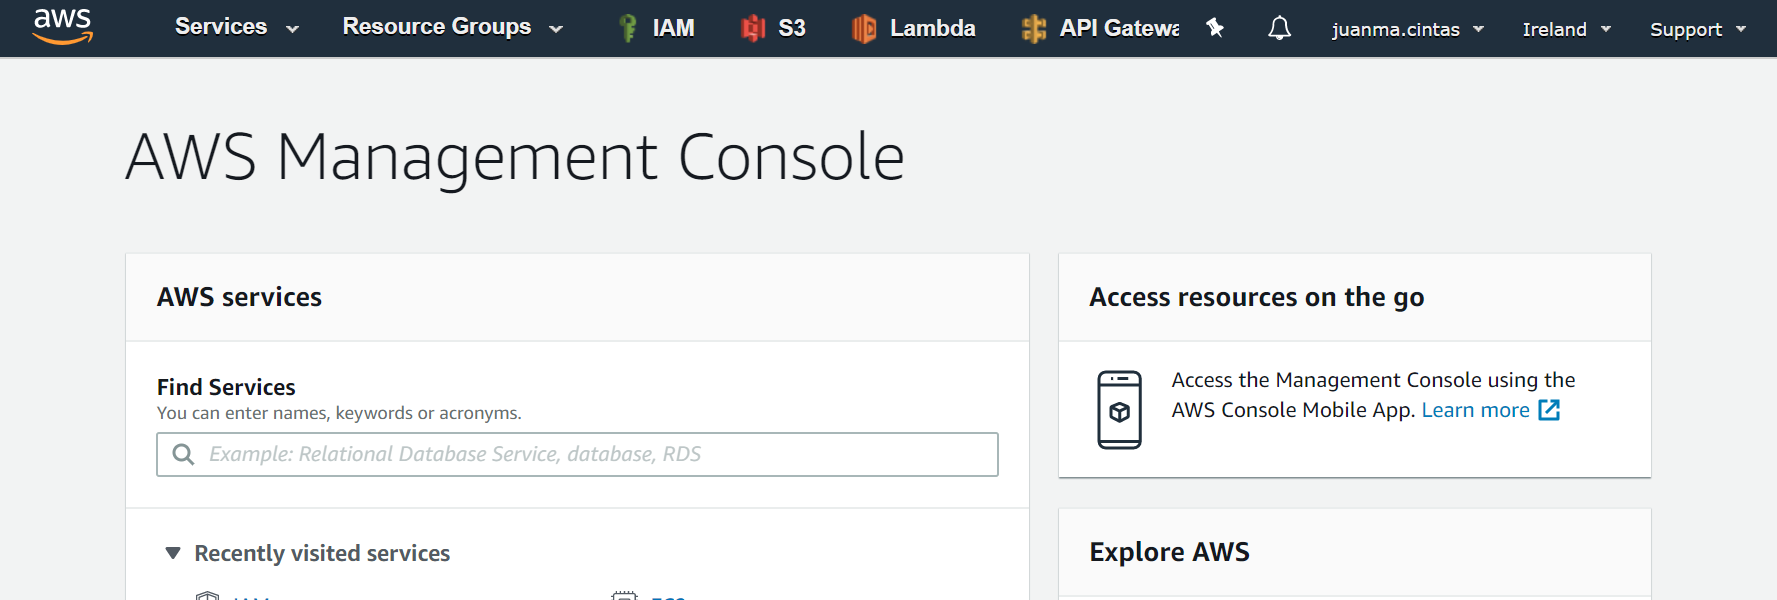 aws Services Resource Groups IAM S3 Lambda API Gatewa juanma.cintas Ireland Support
AWS Management Console
AWS services
Find Services
You can enter names, keywords or acronyms.
Example: Relational Database Service, database, RDS
Recently visited services
Access resources on the go
Access the Management Console using the
AWS Console Mobile App. Learn more
Explore AWS